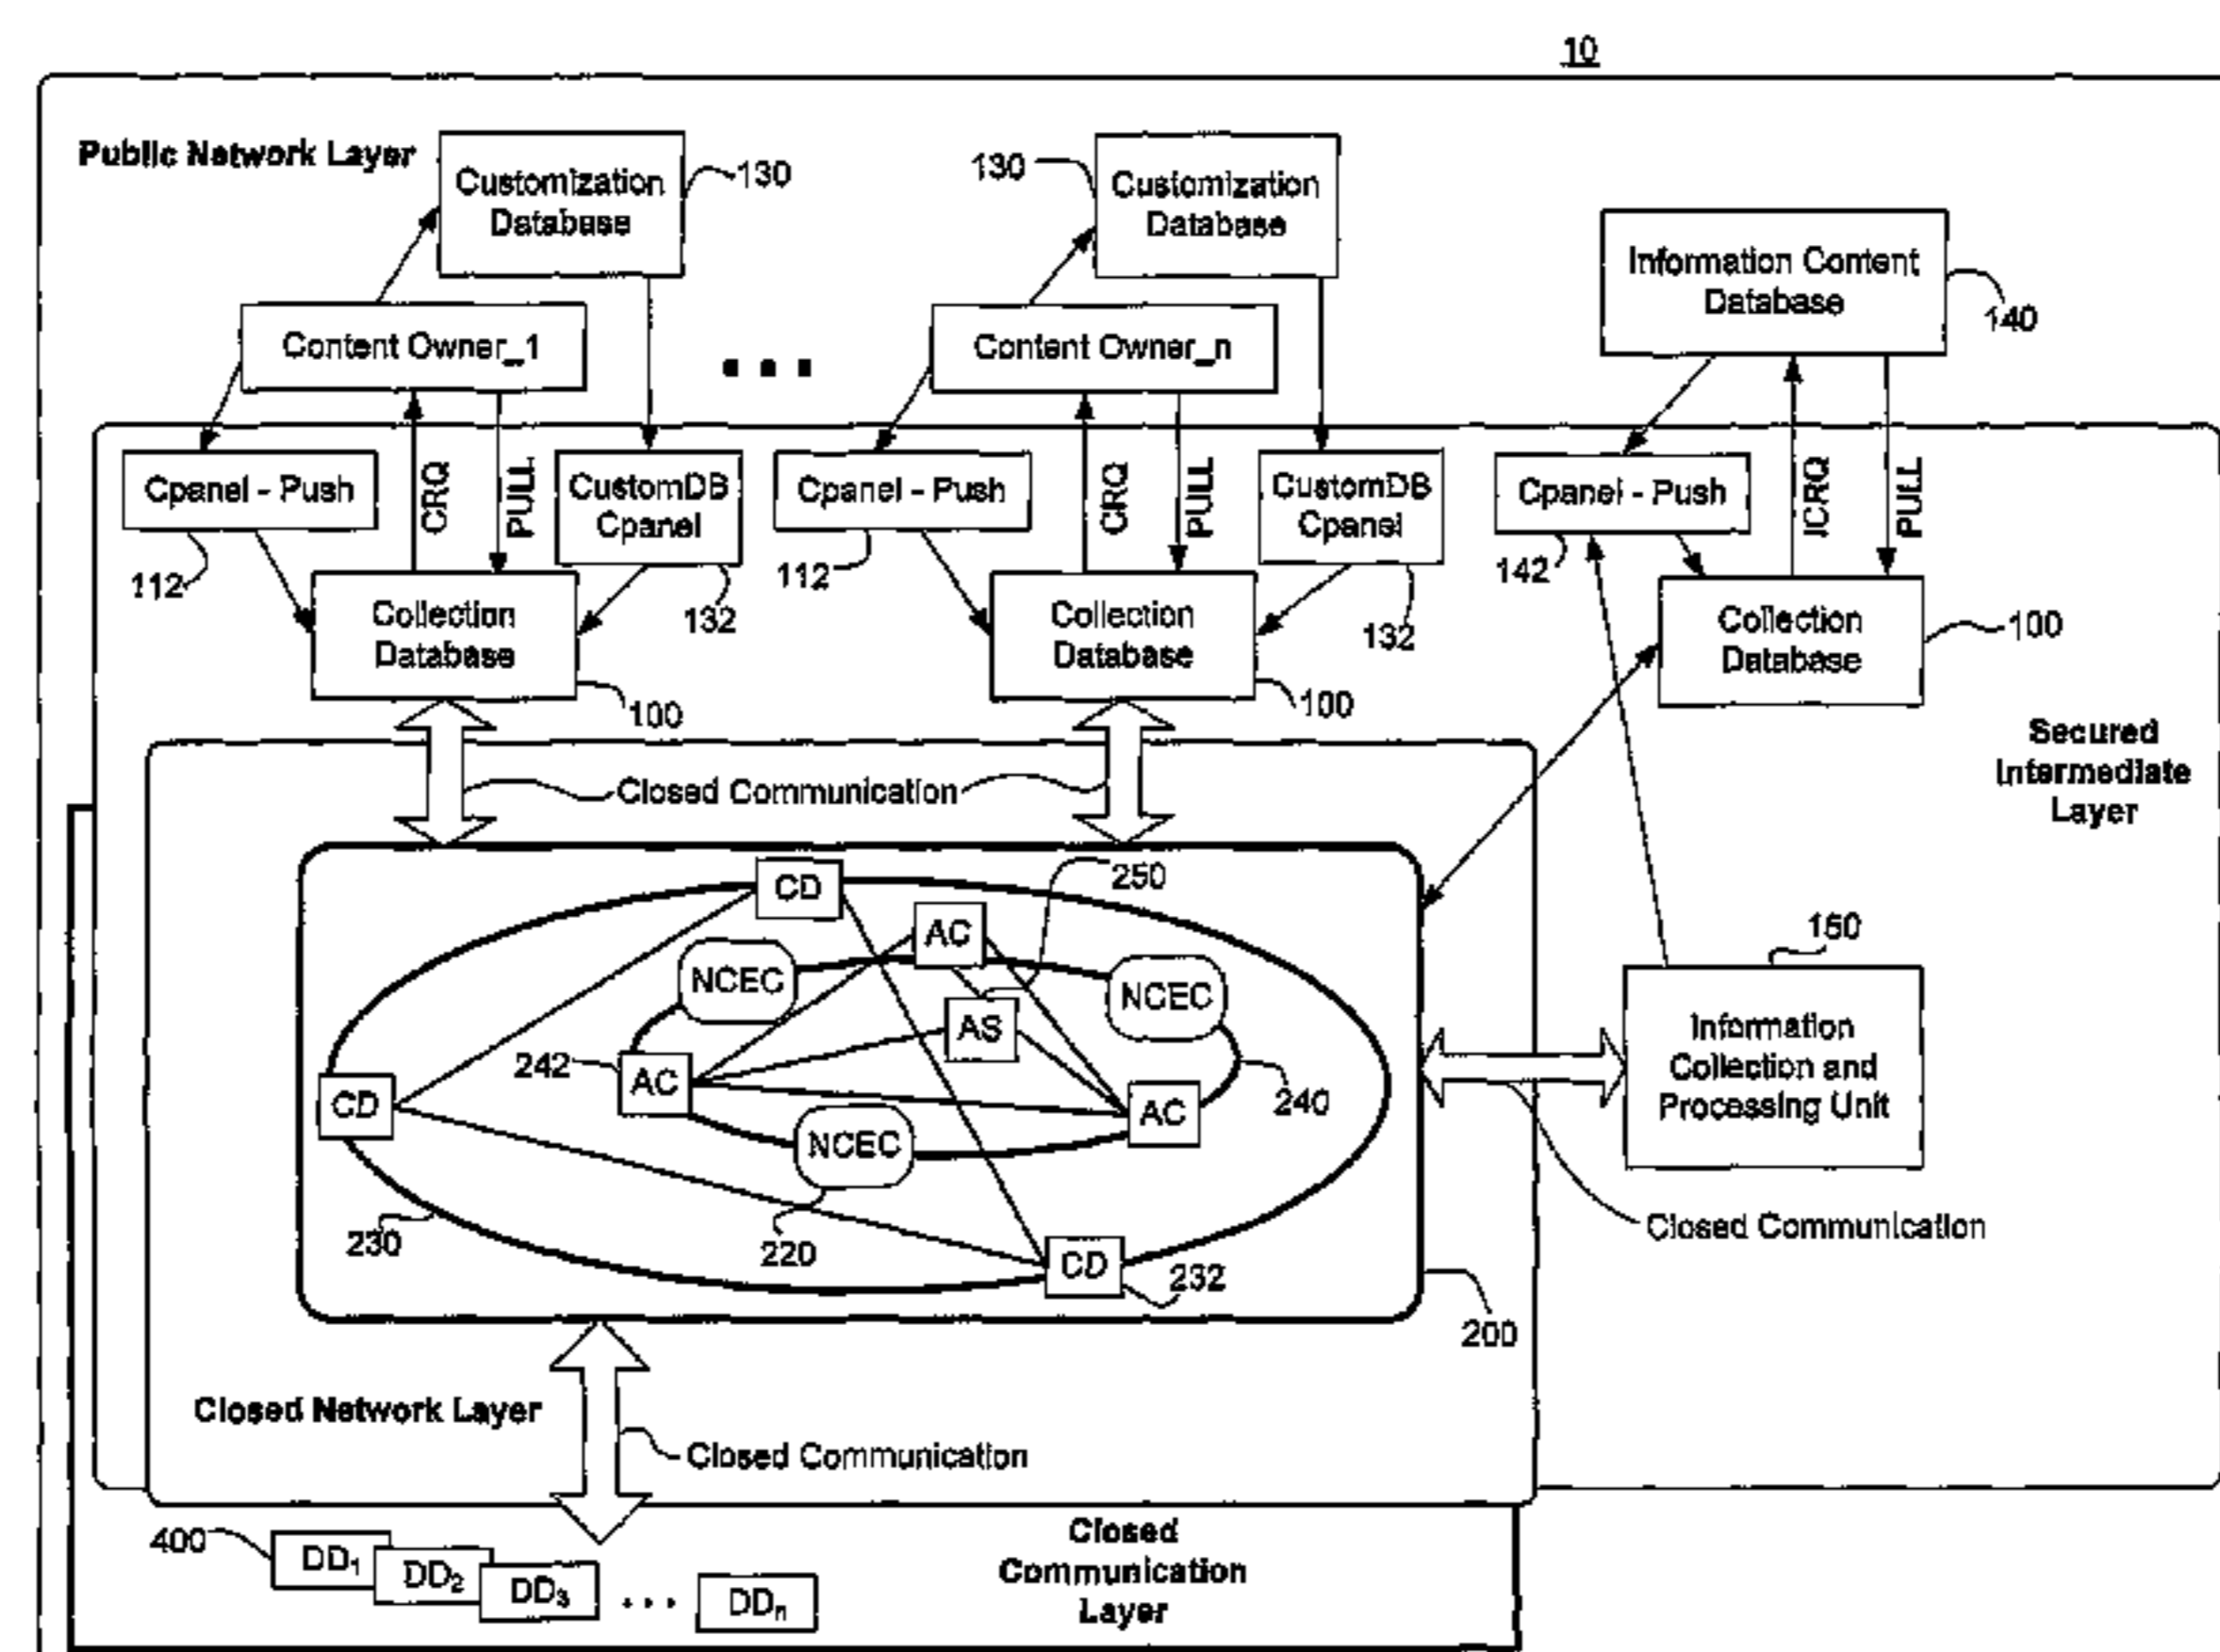 10
Public Network Layer
Customization
Database
130
130
Customization
Database
Information Content
Database
140
Content Owner_1
Content Owner_n
Cpanel - Push
CRQ
PULL
CustomDB
Cpanel
Cpanel - Push
CRQ
PULL
CustomDB
Cpanel
Cpanel - Push
ICRQ
PULL
112
132
112
132
142
Collection
Database
100
Collection
Database
100
Collection
Database
100
Secured
Intermediate
Layer
Closed Communication
CD
250
AC
NCEC
NCEC
AS
150
Information
Collection and
Processing Unit
242
AC
CD
AC
240
NCEC
230
220
CD
232
Closed Communication
200
Closed Network Layer
Closed Communication
400
DD1
DD2
DD3
...
DDn
Closed
Communication
Layer